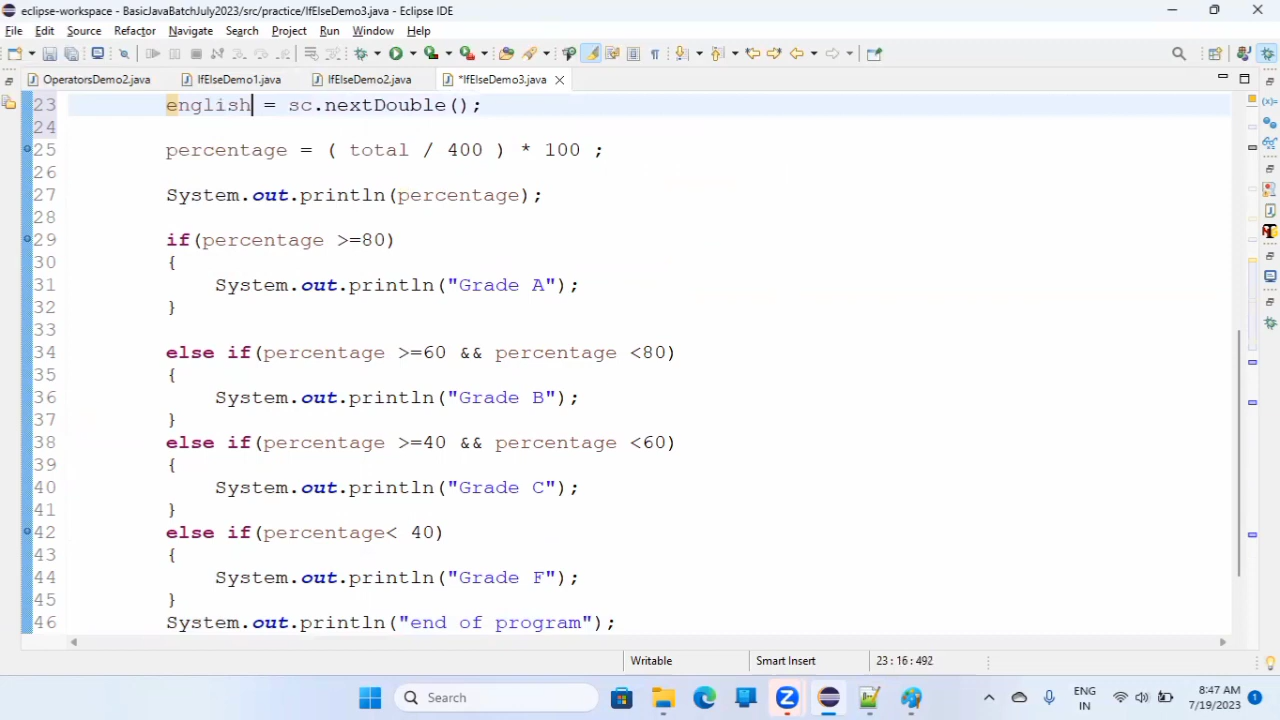 eclipse-workspace - BasicJavaBatchJuly2023/src/practice/IfElseDemo3.java - Eclipse IDE
File Edit Source Refactor Navigate Search Project Run Window Help
OperatorsDemo2.java IfElseDemo1.java IfElseDemo2.java *IfElseDemo3.java
23 english = sc.nextDouble();
24
25 percentage = ( total / 400 ) * 100 ;
26
27 System.out.println(percentage);
28
29 if(percentage >=80)
30 {
31 System.out.println("Grade A");
32 }
33
34 else if(percentage >=60 && percentage <80)
35 {
36 System.out.println("Grade B");
37 }
38 else if(percentage >=40 && percentage <60)
39 {
40 System.out.println("Grade C");
41 }
42 else if(percentage< 40)
43 {
44 System.out.println("Grade F");
45 }
46 System.out.println("end of program");
Writable Smart Insert 23 : 16 : 492
Search
ENG
IN
8:47 AM
7/19/2023
1